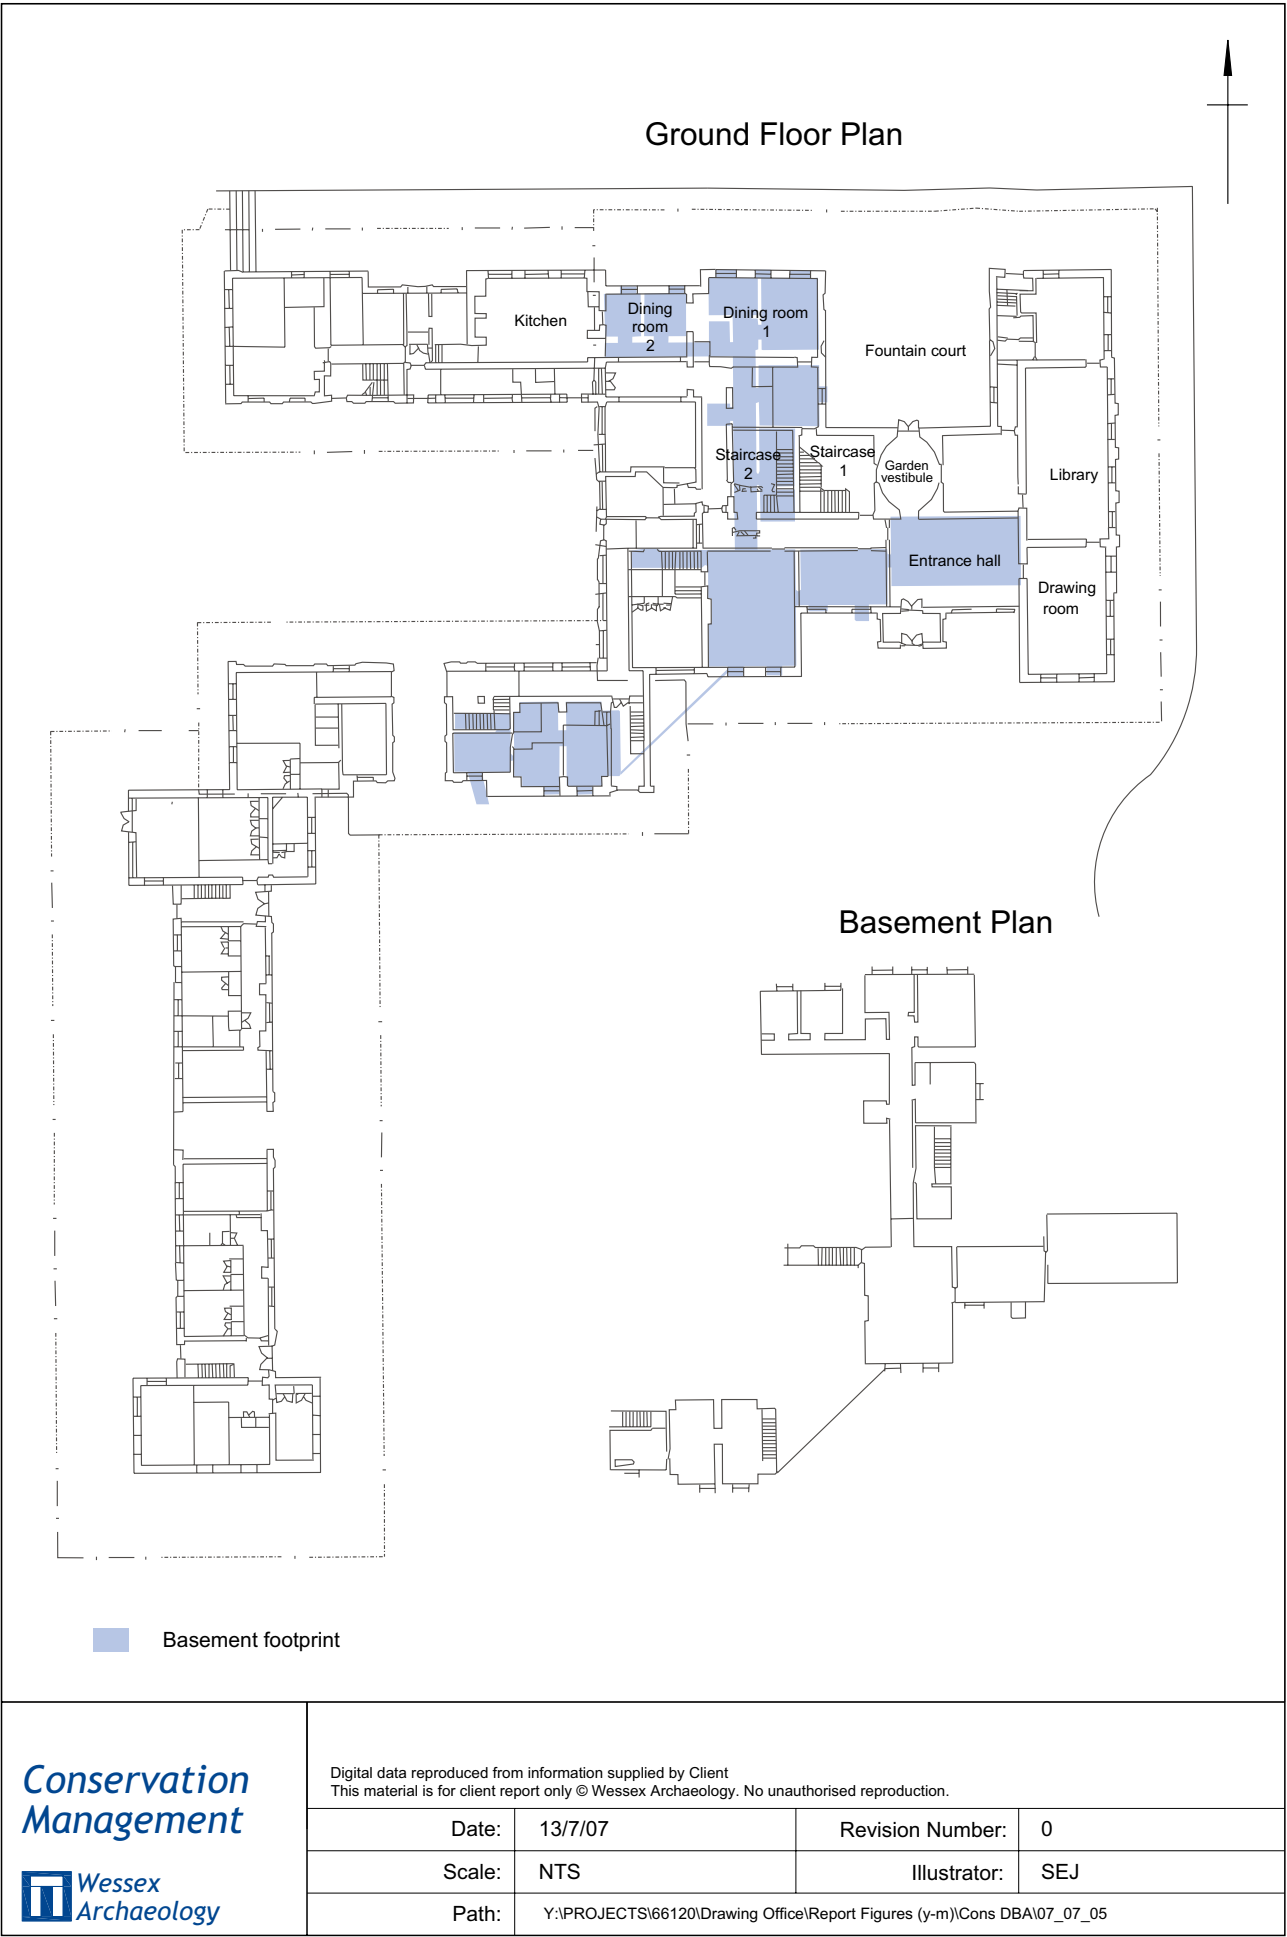 Ground Floor Plan
Kitchen
Dining
room
2
Dining room
1
Fountain court
Staircase
2
Staircase
1
Garden
vestibule
Library
Entrance hall
Drawing
room
Basement Plan
Basement footprint
Conservation
Management
Wessex
Archaeology
Digital data reproduced from information supplied by Client
This material is for client report only © Wessex Archaeology. No unauthorised reproduction.
Date: 13/7/07 Revision Number: 0
Scale: NTS Illustrator: SEJ
Path: Y:\PROJECTS\66120\Drawing Office\Report Figures (y-m)\Cons DBA\07_07_05